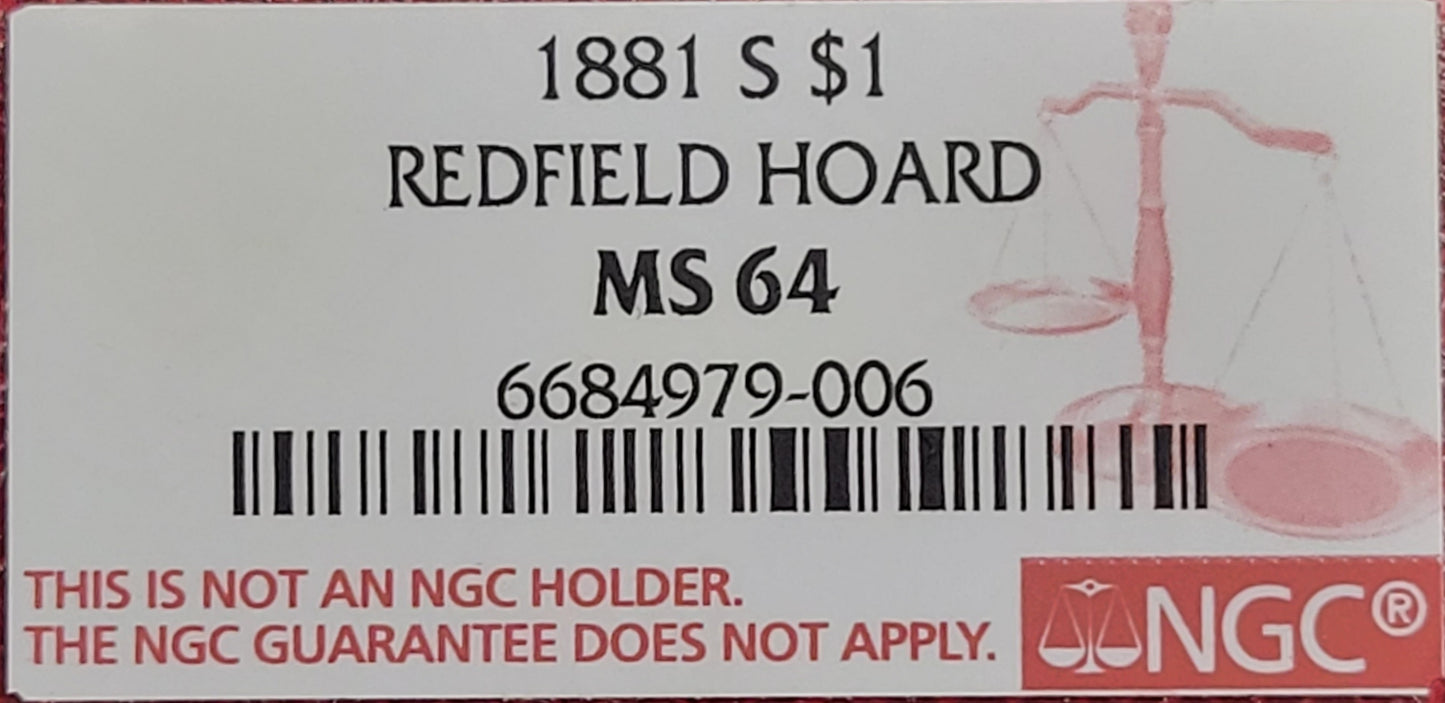 1881 S $1
REDFIELD HOARD
MS 64
6684979-006
THIS IS NOT AN NGC HOLDER.
THE NGC GUARANTEE DOES NOT APPLY.
NGC®